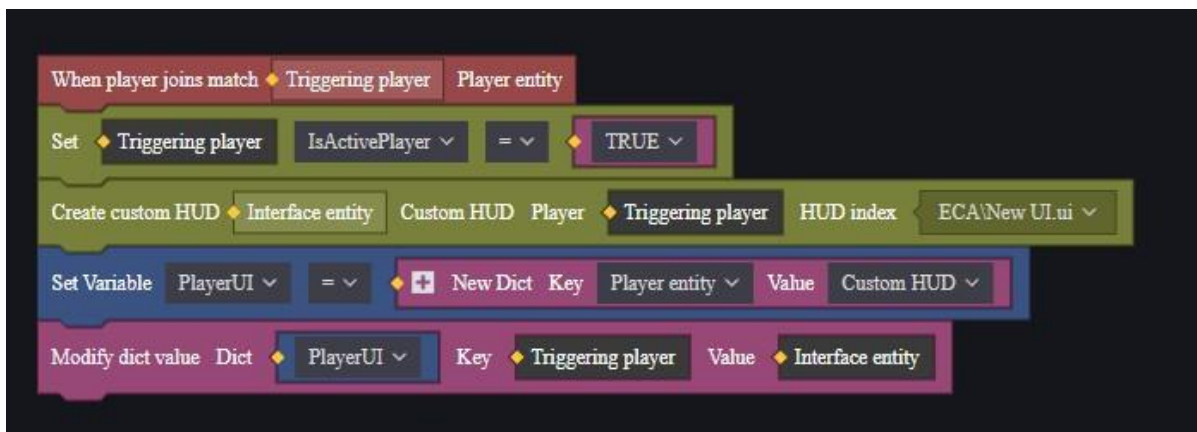 When player joins match Triggering player Player entity
Set Triggering player IsActivePlayer = TRUE
Create custom HUD Interface entity Custom HUD Player Triggering player HUD index ECA\New UI.ui
Set Variable PlayerUI = New Dict Key Player entity Value Custom HUD
Modify dict value Dict PlayerUI Key Triggering player Value Interface entity